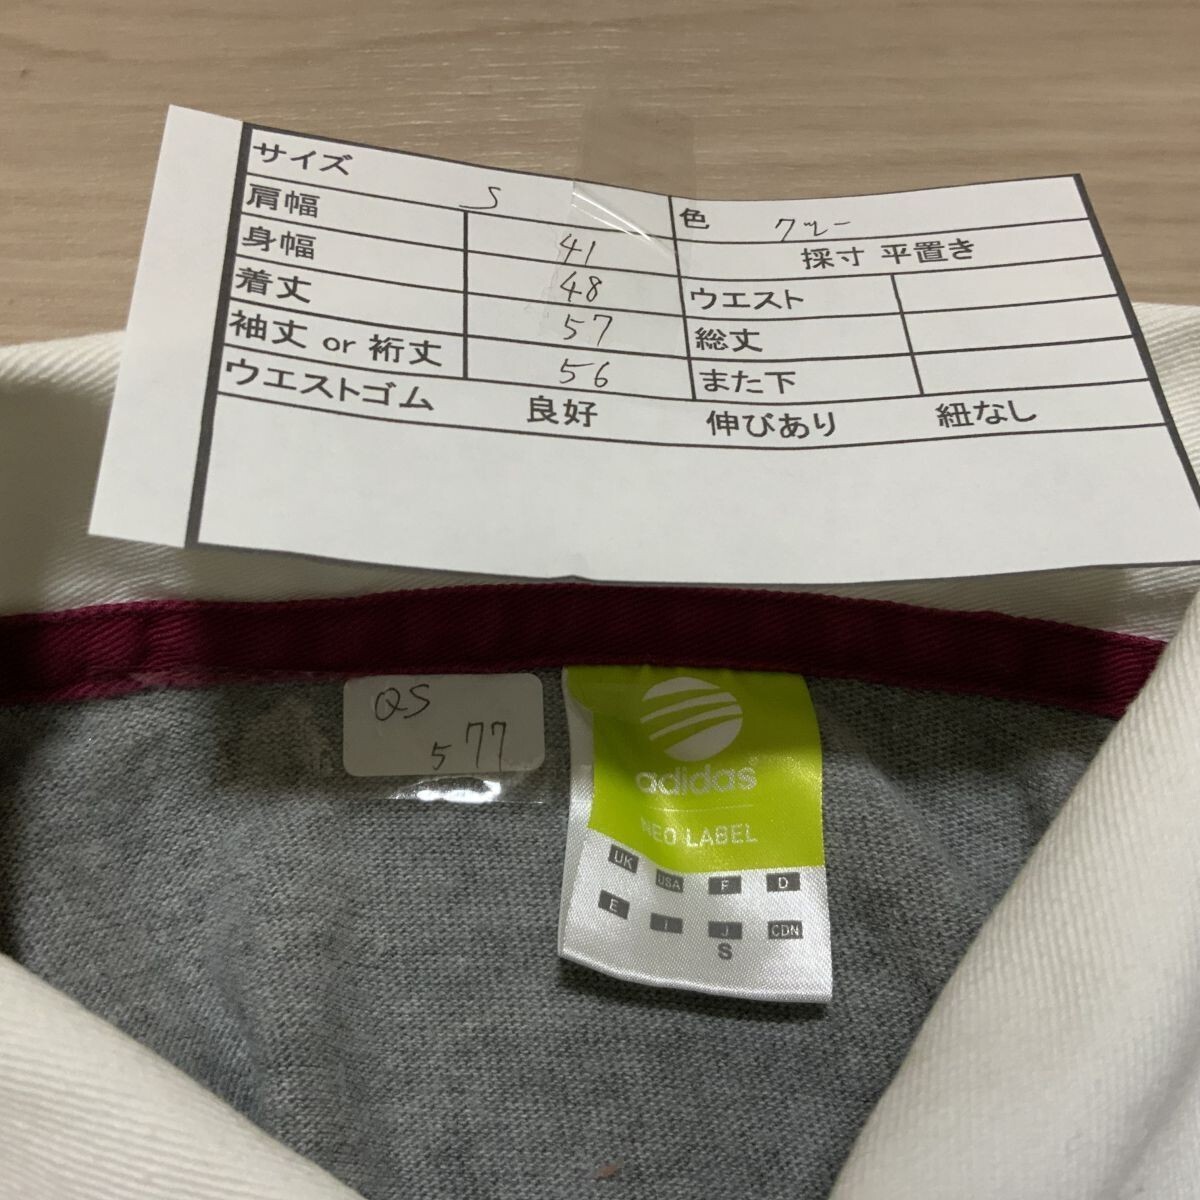 サイズ S 色 グレー
肩幅 41 採寸 平置き
身幅 48 ウエスト
着丈 57 総丈
袖丈 or 裄丈 56 また下
ウエストゴム 良好 伸びあり 紐なし
QS
577
adidas
NEO LABEL
UK USA F D
E I J CDN
S